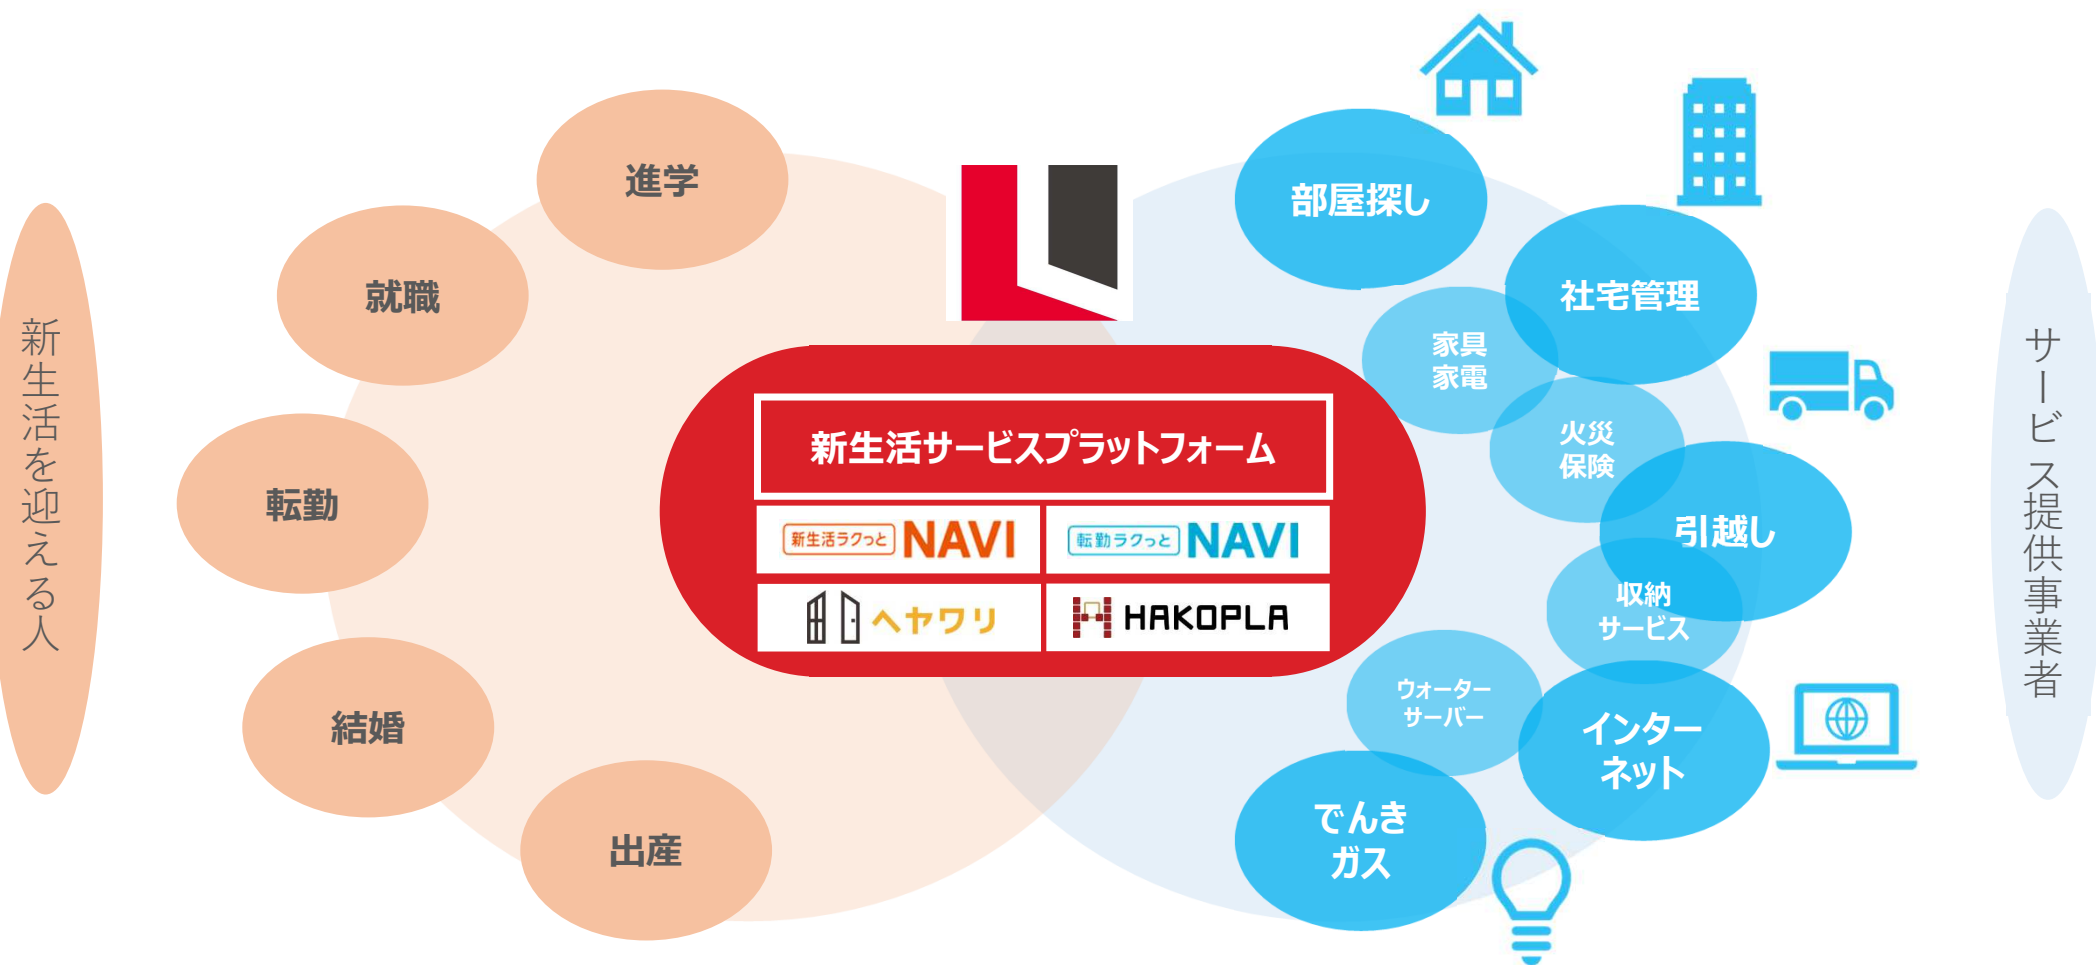 新生活を迎える人
進学
就職
転勤
結婚
出産
新生活サービスプラットフォーム
新生活ラクっと NAVI
転勤ラクっと NAVI
ヘヤワリ
HAKOPLA
部屋探し
社宅管理
家具
家電
火災
保険
引越し
収納
サービス
ウォーター
サーバー
インター
ネット
でんき
ガス
サービス提供事業者